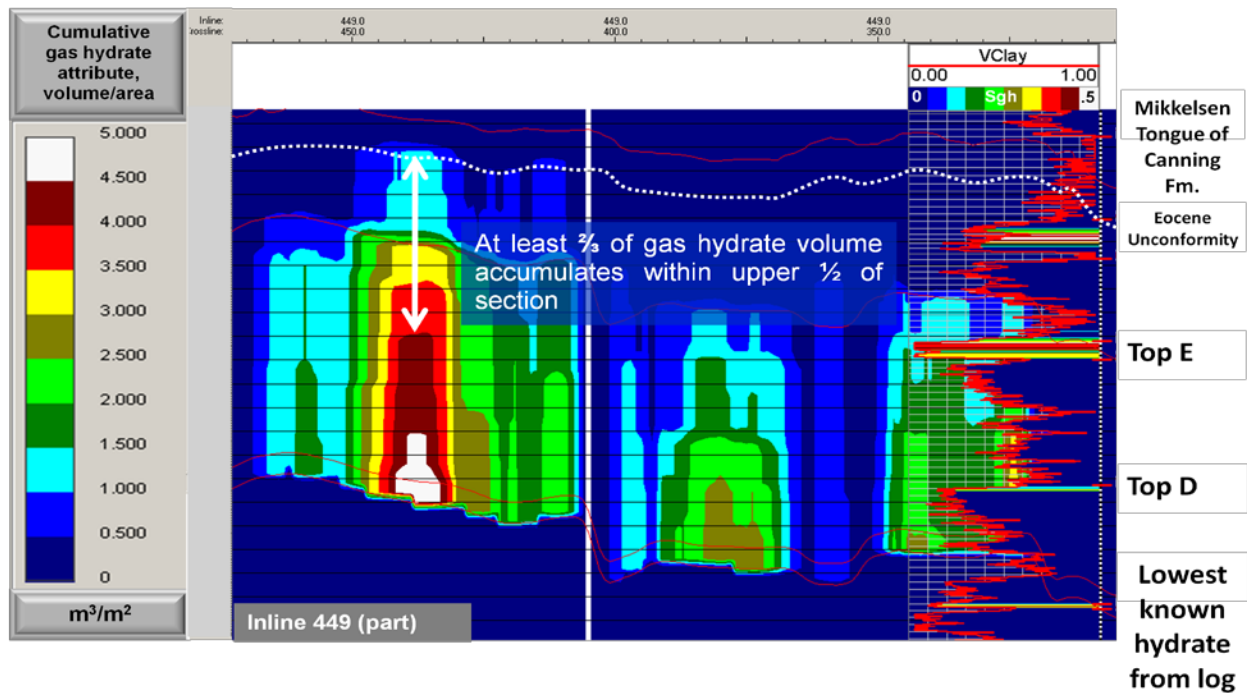 Cumulative
gas hydrate
attribute,
volume/area
5.000
4.500
4.000
3.500
3.000
2.500
2.000
1.500
1.000
0.500
0
m³/m²
Inline:
449.0
449.0
449.0
rossline:
450.0
400.0
350.0
VClay
0.00
1.00
0
Sgh
.5
At least ⅔ of gas hydrate volume
accumulates within upper ½ of
section
Inline 449 (part)
Mikkelsen
Tongue of
Canning
Fm.
Eocene
Unconformity
Top E
Top D
Lowest
known
hydrate
from log